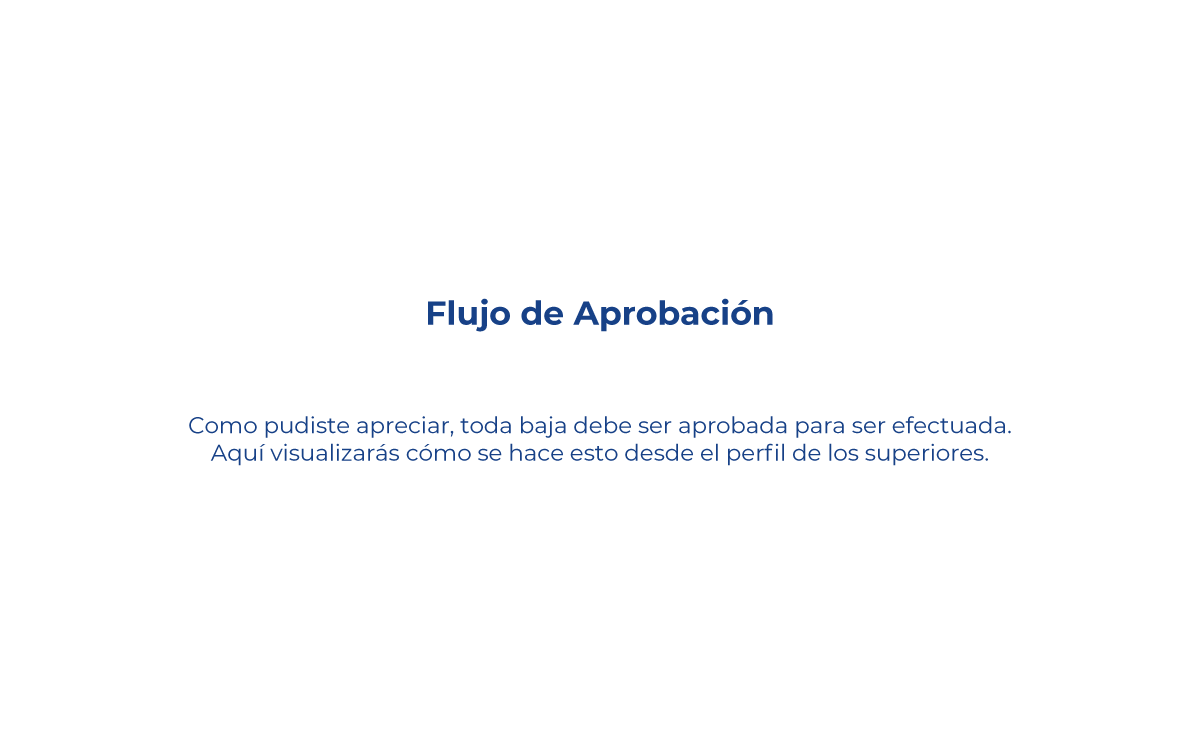 Flujo de Aprobación
Como pudiste apreciar, toda baja debe ser aprobada para ser efectuada.
Aquí visualizarás cómo se hace esto desde el perfil de los superiores.